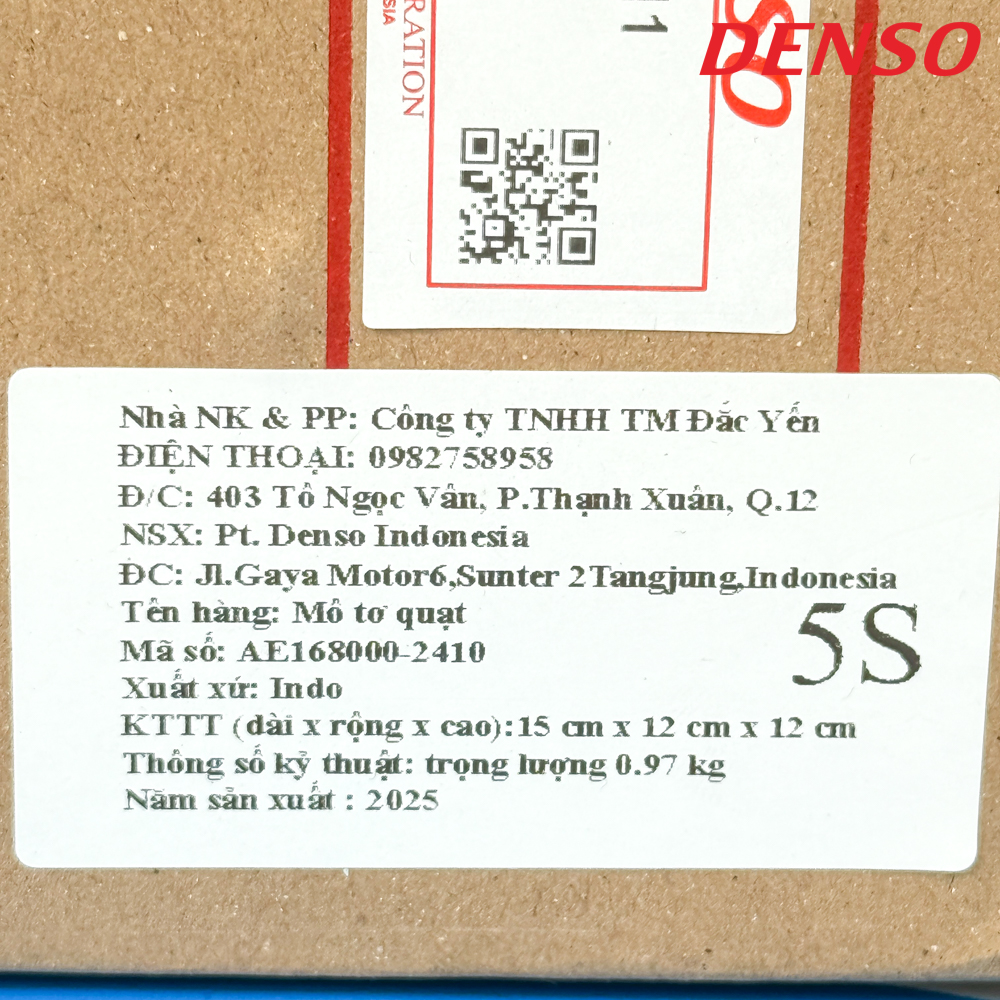 DENSO
SO
RATION
SIA
11
Nhà NK & PP: Công ty TNHH TM Đắc Yến
ĐIỆN THOẠI: 0982758958
Đ/C: 403 Tô Ngọc Vân, P.Thạnh Xuân, Q.12
NSX: Pt. Denso Indonesia
ĐC: Jl.Gaya Motor6,Sunter 2Tangjung,Indonesia
Tên hàng: Mô tơ quạt
Mã số: AE168000-2410
Xuất xứ: Indo
KTTT (dài x rộng x cao):15 cm x 12 cm x 12 cm
Thông số kỷ thuật: trọng lượng 0.97 kg
Năm sản xuất : 2025
5S